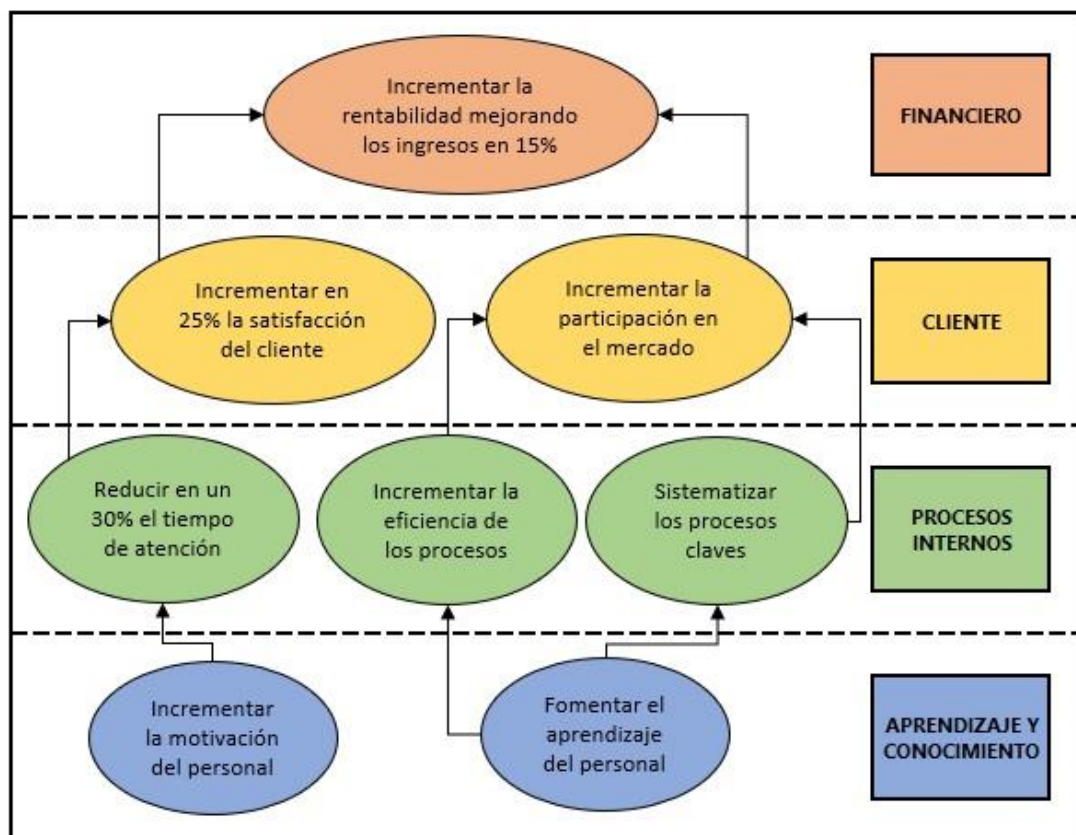 Incrementar la
rentabilidad mejorando
los ingresos en 15%
FINANCIERO
Incrementar en
25% la satisfacción
del cliente
Incrementar la
participación en
el mercado
CLIENTE
Reducir en un
30% el tiempo
de atención
Incrementar la
eficiencia de
los procesos
Sistematizar
los procesos
claves
PROCESOS
INTERNOS
Incrementar
la motivación
del personal
Fomentar el
aprendizaje
del personal
APRENDIZAJE Y
CONOCIMIENTO